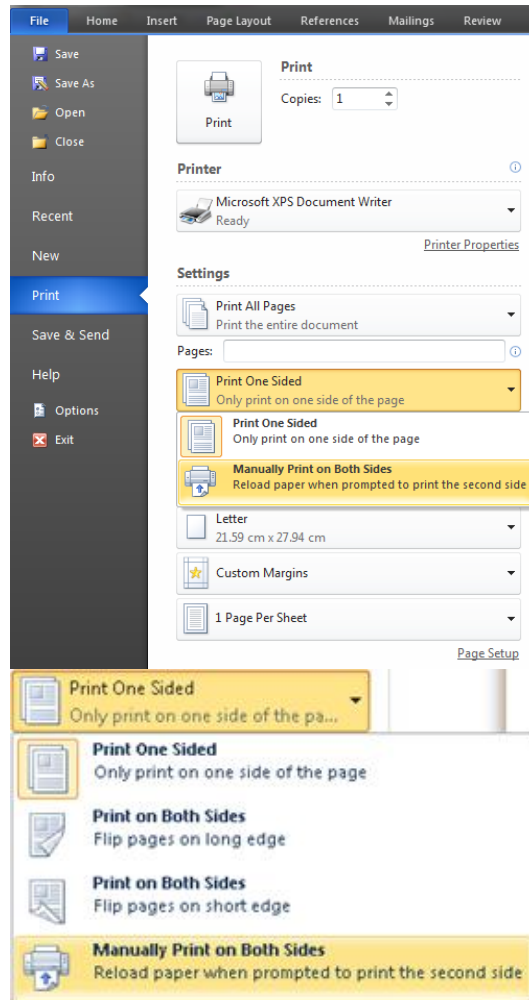 File Home Insert Page Layout References Mailings Review
Save
Save As
Open
Close
Info
Recent
New
Print
Save & Send
Help
Options
Exit
Print
Print
Copies: 1
Printer
Microsoft XPS Document Writer
Ready
Printer Properties
Settings
Print All Pages
Print the entire document
Pages:
Print One Sided
Only print on one side of the page
Print One Sided
Only print on one side of the page
Manually Print on Both Sides
Reload paper when prompted to print the second side
Letter
21.59 cm x 27.94 cm
Custom Margins
1 Page Per Sheet
Page Setup
Print One Sided
Only print on one side of the pa...
Print One Sided
Only print on one side of the page
Print on Both Sides
Flip pages on long edge
Print on Both Sides
Flip pages on short edge
Manually Print on Both Sides
Reload paper when prompted to print the second side